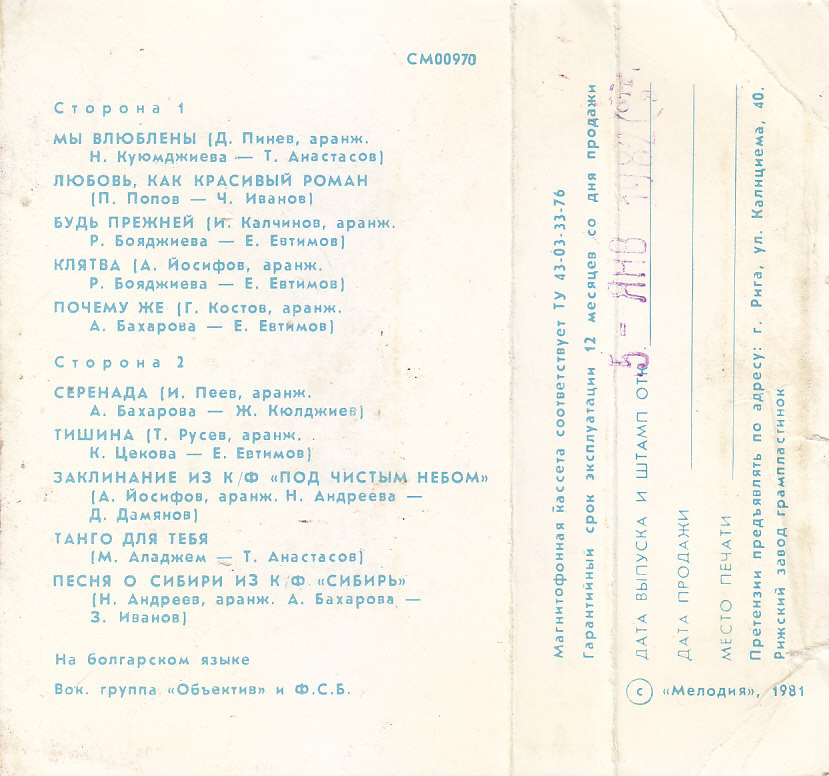 СМ00970
Сторона 1
МЫ ВЛЮБЛЕНЫ (Д. Пинев, аранж.
Н. Куюмджиева — Т. Анастасов)
ЛЮБОВЬ, КАК КРАСИВЫЙ РОМАН
(П. Попов — Ч. Иванов)
БУДЬ ПРЕЖНЕЙ (И. Калчинов, аранж.
Р. Бояджиева — Е. Евтимов)
КЛЯТВА (А. Йосифов, аранж.
Р. Бояджиева — Е. Евтимов)
ПОЧЕМУ ЖЕ (Г. Костов, аранж.
А. Бахарова — Е. Евтимов)
Сторона 2
СЕРЕНАДА (И. Пеев, аранж.
А. Бахарова — Ж. Кюлджиев)
ТИШИНА (Т. Русев, аранж.
К. Цекова — Е. Евтимов)
ЗАКЛИНАНИЕ ИЗ К/Ф «ПОД ЧИСТЫМ НЕБОМ»
(А. Йосифов, аранж. Н. Андреева —
Д. Дамянов)
ТАНГО ДЛЯ ТЕБЯ
(М. Аладжем — Т. Анастасов)
ПЕСНЯ О СИБИРИ ИЗ К/Ф «СИБИРЬ»
(Н. Андреев, аранж. А. Бахарова —
З. Иванов)
На болгарском языке
Вок. группа «Объектив» и Ф.С.Б.
Магнитофонная кассета соответствует ТУ 43-03-33-76
Гарантийный срок эксплуатации 12 месяцев со дня продажи
ДАТА ВЫПУСКА И ШТАМП ОТК
5 - ЯНВ 1982
ДАТА ПРОДАЖИ
МЕСТО ПЕЧАТИ
Претензии предъявлять по адресу: г. Рига, ул. Калнциема, 40.
Рижский завод грампластинок
© «Мелодия», 1981